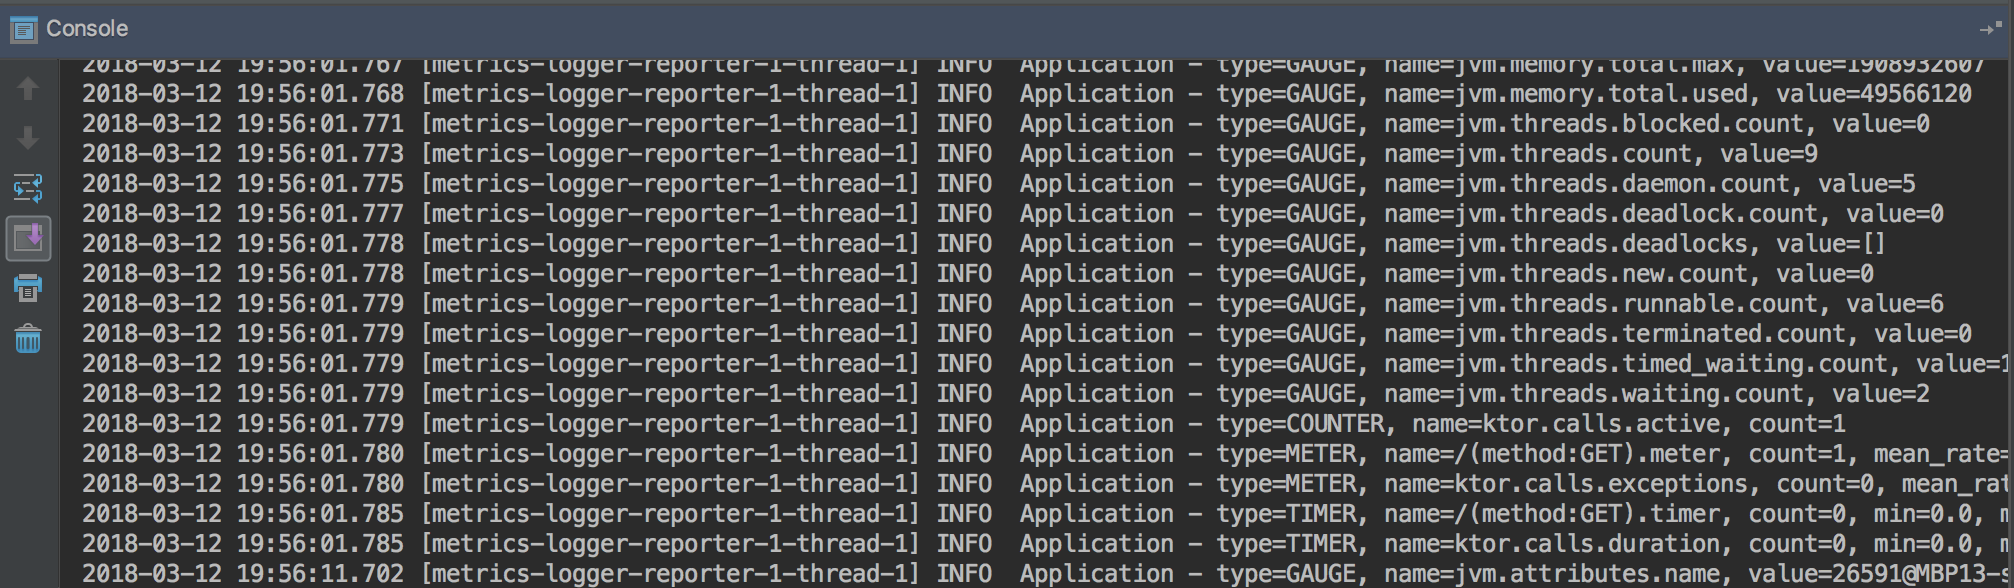 Console
2018-03-12 19:56:01.767 [metrics-logger-reporter-1-thread-1] INFO  Application - type=GAUGE, name=jvm.memory.total.max, value=1908932607
2018-03-12 19:56:01.768 [metrics-logger-reporter-1-thread-1] INFO  Application - type=GAUGE, name=jvm.memory.total.used, value=49566120
2018-03-12 19:56:01.771 [metrics-logger-reporter-1-thread-1] INFO  Application - type=GAUGE, name=jvm.threads.blocked.count, value=0
2018-03-12 19:56:01.773 [metrics-logger-reporter-1-thread-1] INFO  Application - type=GAUGE, name=jvm.threads.count, value=9
2018-03-12 19:56:01.775 [metrics-logger-reporter-1-thread-1] INFO  Application - type=GAUGE, name=jvm.threads.daemon.count, value=5
2018-03-12 19:56:01.777 [metrics-logger-reporter-1-thread-1] INFO  Application - type=GAUGE, name=jvm.threads.deadlock.count, value=0
2018-03-12 19:56:01.778 [metrics-logger-reporter-1-thread-1] INFO  Application - type=GAUGE, name=jvm.threads.deadlocks, value=[]
2018-03-12 19:56:01.778 [metrics-logger-reporter-1-thread-1] INFO  Application - type=GAUGE, name=jvm.threads.new.count, value=0
2018-03-12 19:56:01.779 [metrics-logger-reporter-1-thread-1] INFO  Application - type=GAUGE, name=jvm.threads.runnable.count, value=6
2018-03-12 19:56:01.779 [metrics-logger-reporter-1-thread-1] INFO  Application - type=GAUGE, name=jvm.threads.terminated.count, value=0
2018-03-12 19:56:01.779 [metrics-logger-reporter-1-thread-1] INFO  Application - type=GAUGE, name=jvm.threads.timed_waiting.count, value=1
2018-03-12 19:56:01.779 [metrics-logger-reporter-1-thread-1] INFO  Application - type=GAUGE, name=jvm.threads.waiting.count, value=2
2018-03-12 19:56:01.779 [metrics-logger-reporter-1-thread-1] INFO  Application - type=COUNTER, name=ktor.calls.active, count=1
2018-03-12 19:56:01.780 [metrics-logger-reporter-1-thread-1] INFO  Application - type=METER, name=/(method:GET).meter, count=1, mean_rate=
2018-03-12 19:56:01.780 [metrics-logger-reporter-1-thread-1] INFO  Application - type=METER, name=ktor.calls.exceptions, count=0, mean_rat
2018-03-12 19:56:01.785 [metrics-logger-reporter-1-thread-1] INFO  Application - type=TIMER, name=/(method:GET).timer, count=0, min=0.0, m
2018-03-12 19:56:01.785 [metrics-logger-reporter-1-thread-1] INFO  Application - type=TIMER, name=ktor.calls.duration, count=0, min=0.0, m
2018-03-12 19:56:11.702 [metrics-logger-reporter-1-thread-1] INFO  Application - type=GAUGE, name=jvm.attributes.name, value=26591@MBP13-